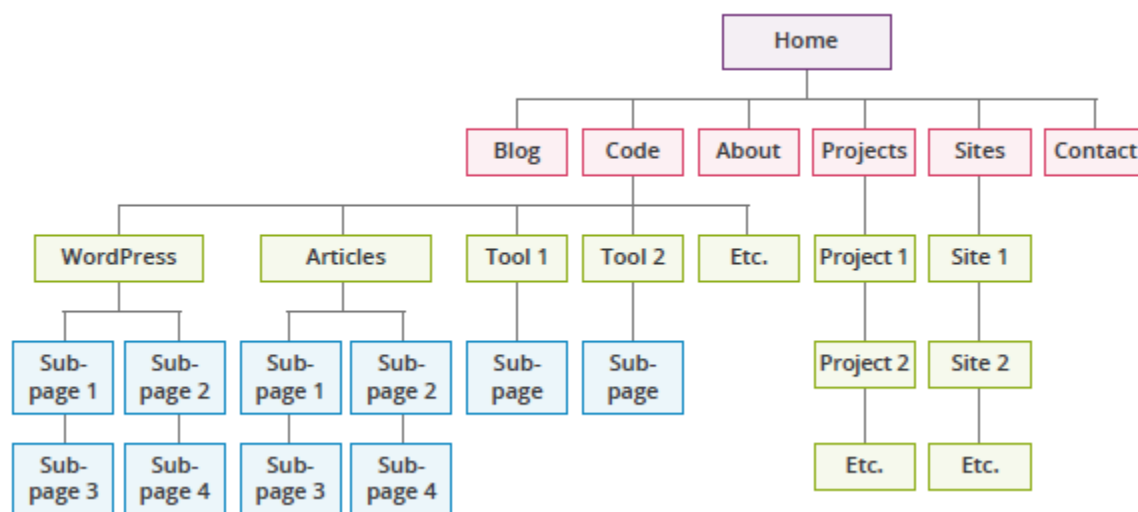 Home
Blog
Code
About
Projects
Sites
Contact
WordPress
Articles
Tool 1
Tool 2
Etc.
Project 1
Site 1
Sub-
page 1
Sub-
page 2
Sub-
page 1
Sub-
page 2
Sub-
page
Sub-
page
Project 2
Site 2
Sub-
page 3
Sub-
page 4
Sub-
page 3
Sub-
page 4
Etc.
Etc.